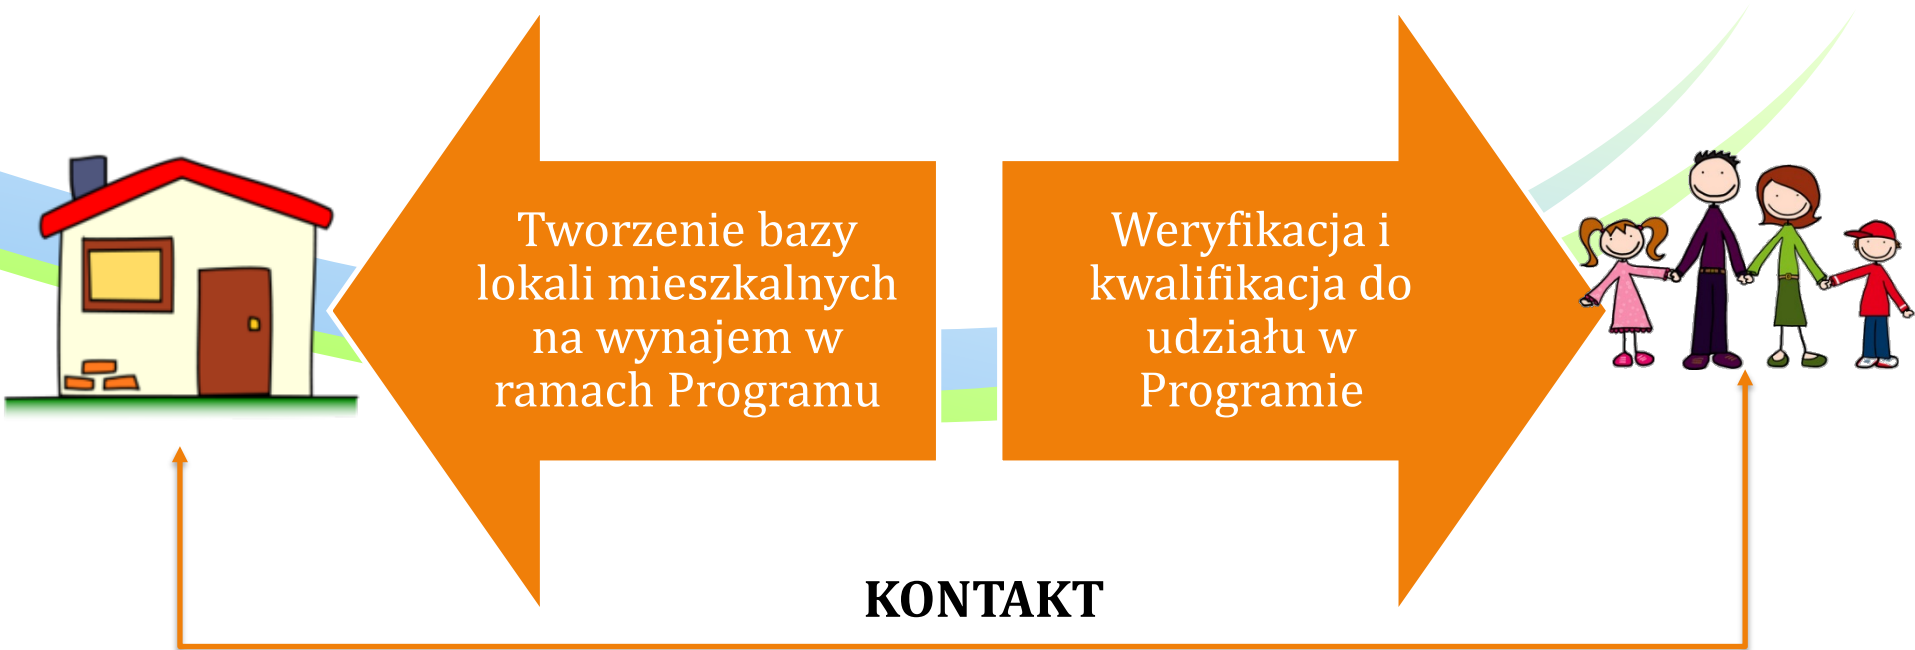 Tworzenie bazy
lokali mieszkalnych
na wynajem w
ramach Programu
Weryfikacja i
kwalifikacja do
udziału w
Programie
KONTAKT